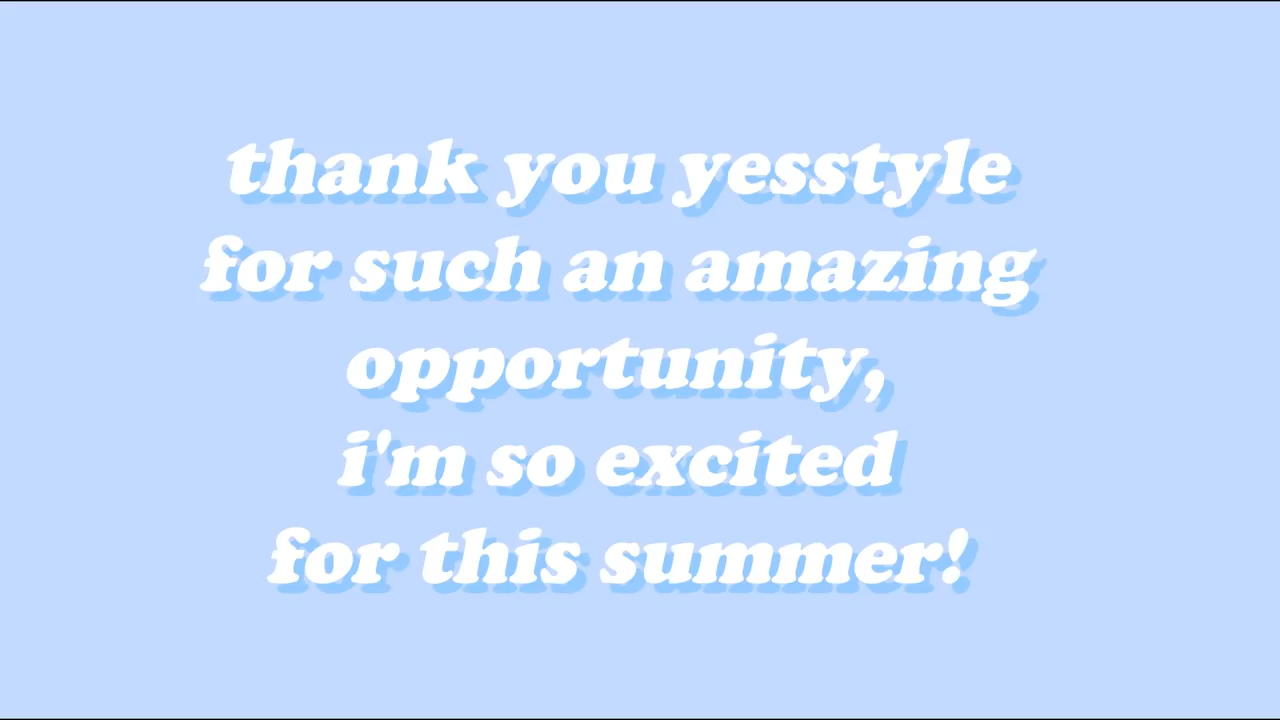 thank you yesstyle
for such an amazing
opportunity,
i'm so excited
for this summer!